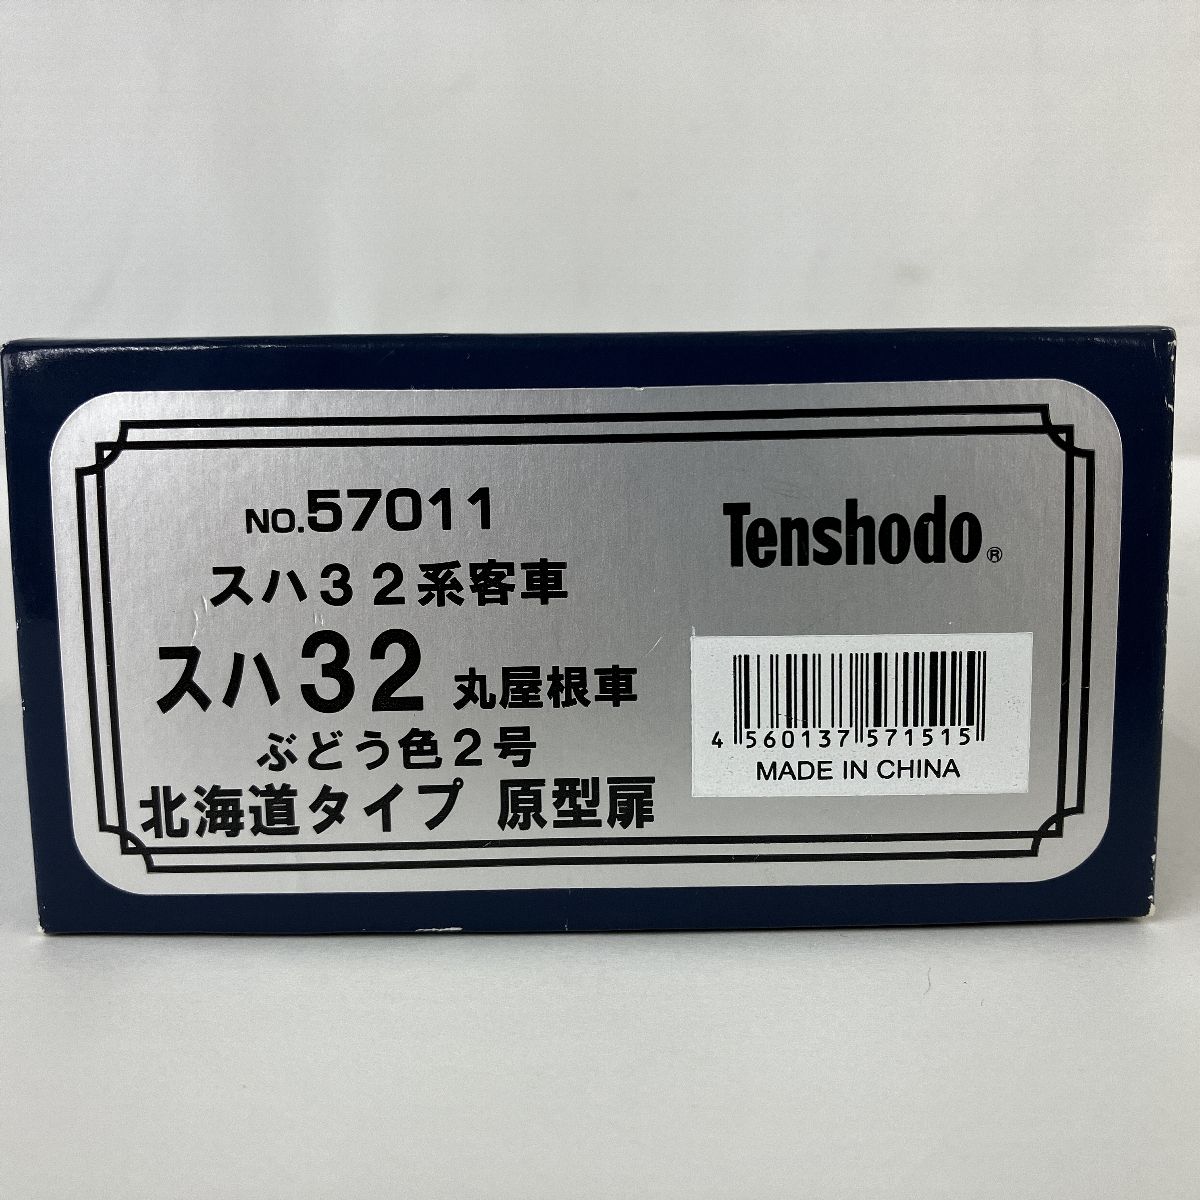 NO.57011
スハ３２系客車
スハ32 丸屋根車
ぶどう色2号
北海道タイプ 原型扉
Tenshodo®
4 560137 571515
MADE IN CHINA